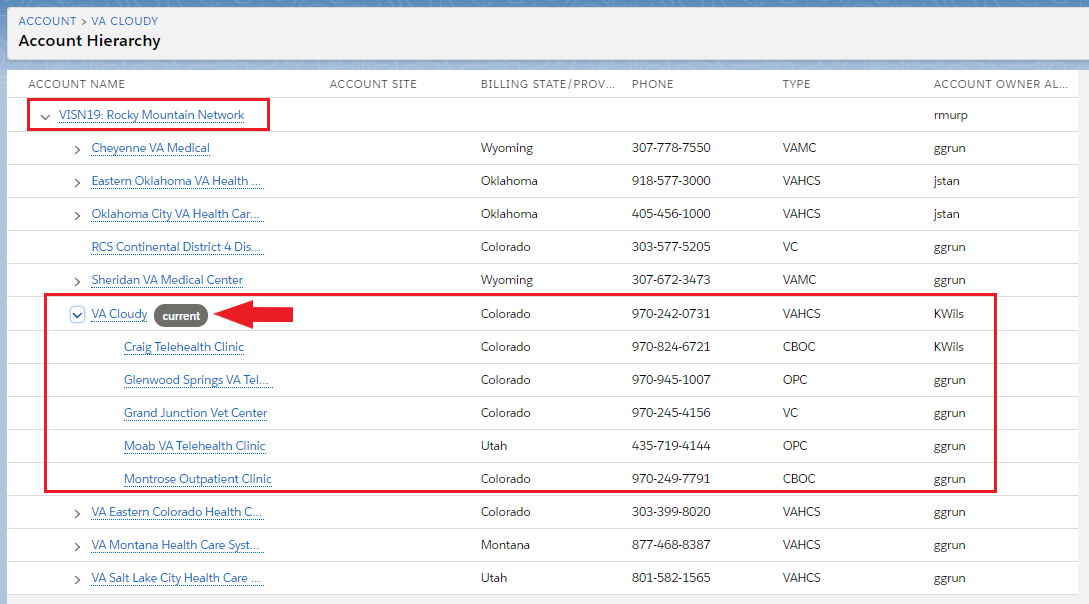 ACCOUNT > VA CLOUDY
Account Hierarchy
ACCOUNT NAME ACCOUNT SITE BILLING STATE/PROV... PHONE TYPE ACCOUNT OWNER AL...
VISN19: Rocky Mountain Network rmurp
Cheyenne VA Medical Wyoming 307-778-7550 VAMC ggrun
Eastern Oklahoma VA Health ... Oklahoma 918-577-3000 VAHCS jstan
Oklahoma City VA Health Car... Oklahoma 405-456-1000 VAHCS jstan
RCS Continental District 4 Dis... Colorado 303-577-5205 VC ggrun
Sheridan VA Medical Center Wyoming 307-672-3473 VAMC ggrun
VA Cloudy current Colorado 970-242-0731 VAHCS KWils
Craig Telehealth Clinic Colorado 970-824-6721 CBOC KWils
Glenwood Springs VA Tel... Colorado 970-945-1007 OPC ggrun
Grand Junction Vet Center Colorado 970-245-4156 VC ggrun
Moab VA Telehealth Clinic Utah 435-719-4144 OPC ggrun
Montrose Outpatient Clinic Colorado 970-249-7791 CBOC ggrun
VA Eastern Colorado Health C... Colorado 303-399-8020 VAHCS ggrun
VA Montana Health Care Syst... Montana 877-468-8387 VAHCS ggrun
VA Salt Lake City Health Care ... Utah 801-582-1565 VAHCS ggrun